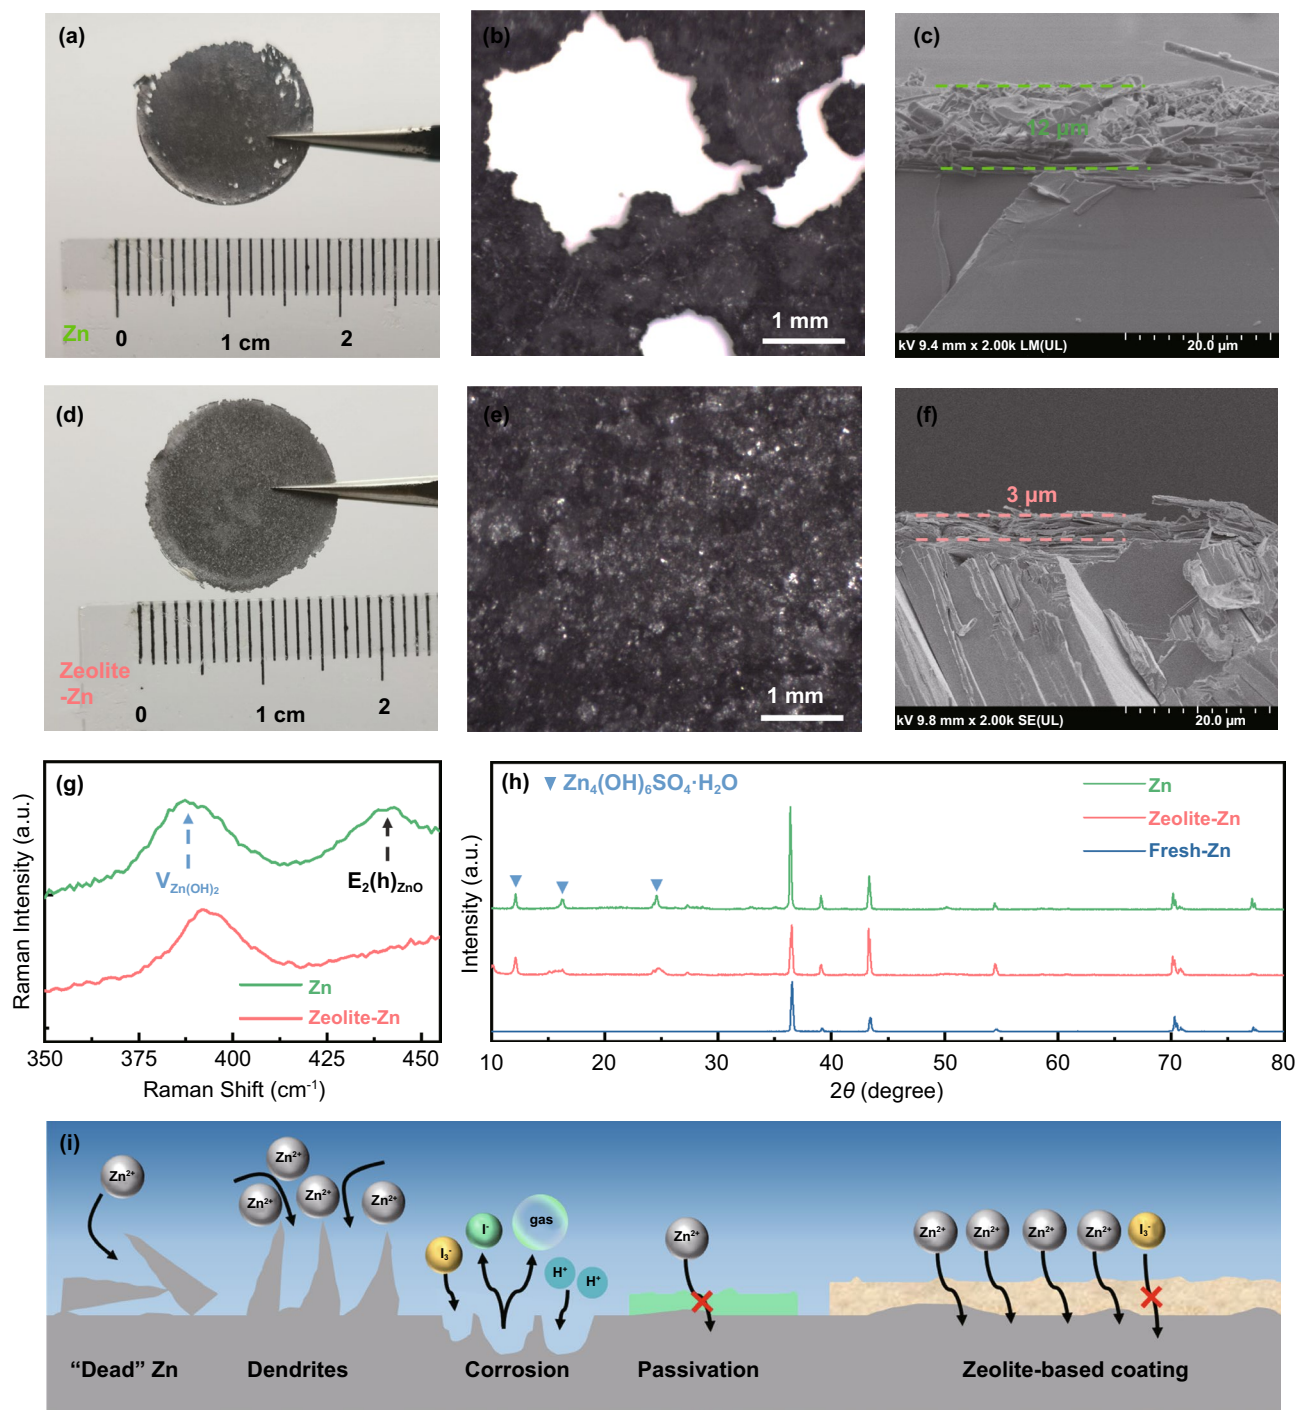 (a)
Zn
0
1 cm
2
(b)
1 mm
(c)
12 µm
kV 9.4 mm x 2.00k LM(UL)
20.0 µm
(d)
Zeolite
-Zn
0
1 cm
2
(e)
1 mm
(f)
3 µm
kV 9.8 mm x 2.00k SE(UL)
20.0 µm
(g)
Raman Intensity (a.u.)
V_Zn(OH)₂
E₂(h)_ZnO
Zn
Zeolite-Zn
350
375
400
425
450
Raman Shift (cm⁻¹)
(h)
▼ Zn₄(OH)₆SO₄·H₂O
Zn
Zeolite-Zn
Fresh-Zn
Intensity (a.u.)
10
20
30
40
50
60
70
80
2θ (degree)
(i)
Zn²⁺
Zn²⁺
Zn²⁺
Zn²⁺
Zn²⁺
I₃⁻
I⁻
gas
H⁺
H⁺
Zn²⁺
Zn²⁺
Zn²⁺
Zn²⁺
Zn²⁺
I₃⁻
“Dead” Zn
Dendrites
Corrosion
Passivation
Zeolite-based coating